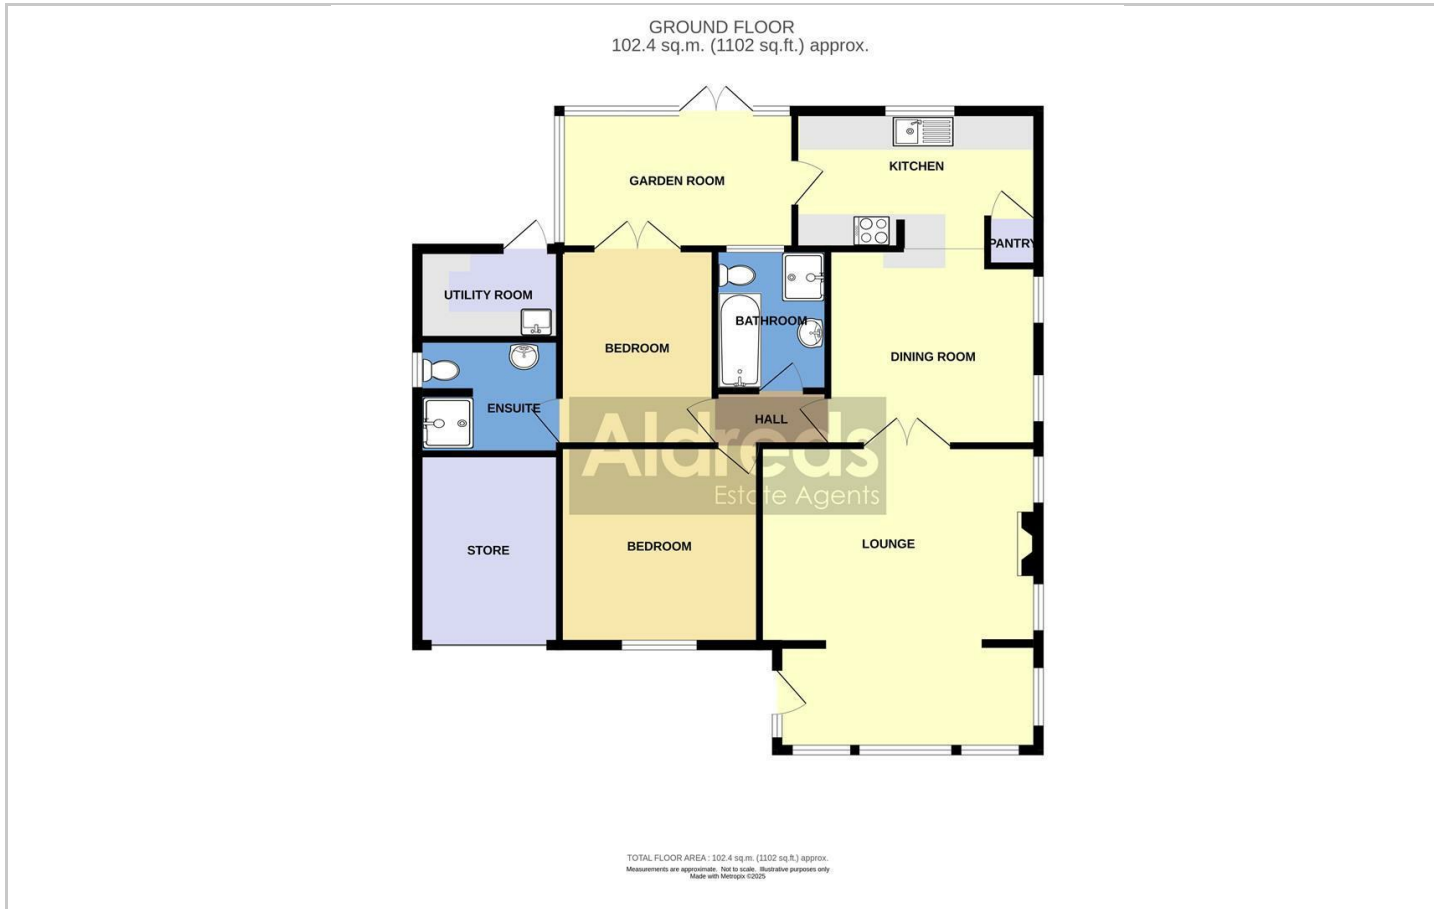 GROUND FLOOR
102.4 sq.m. (1102 sq.ft.) approx.
KITCHEN
GARDEN ROOM
PANTRY
UTILITY ROOM
BATHROOM
BEDROOM
DINING ROOM
ENSUITE
HALL
Aldreds
Estate Agents
STORE
BEDROOM
LOUNGE
TOTAL FLOOR AREA : 102.4 sq.m. (1102 sq.ft.) approx.
Measurements are approximate. Not to scale. Illustrative purposes only
Made with Metropix ©2025